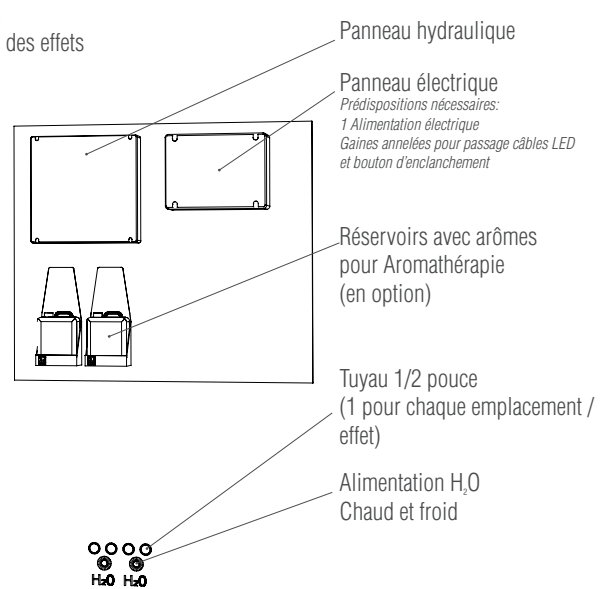 des effets
Panneau hydraulique
Panneau électrique
Prédispositions nécessaires:
1 Alimentation électrique
Gaines annelées pour passage câbles LED
et bouton d'enclanchement
Réservoirs avec arômes
pour Aromathérapie
(en option)
Tuyau 1/2 pouce
(1 pour chaque emplacement /
effet)
Alimentation H₂O
Chaud et froid
H₂O H₂O